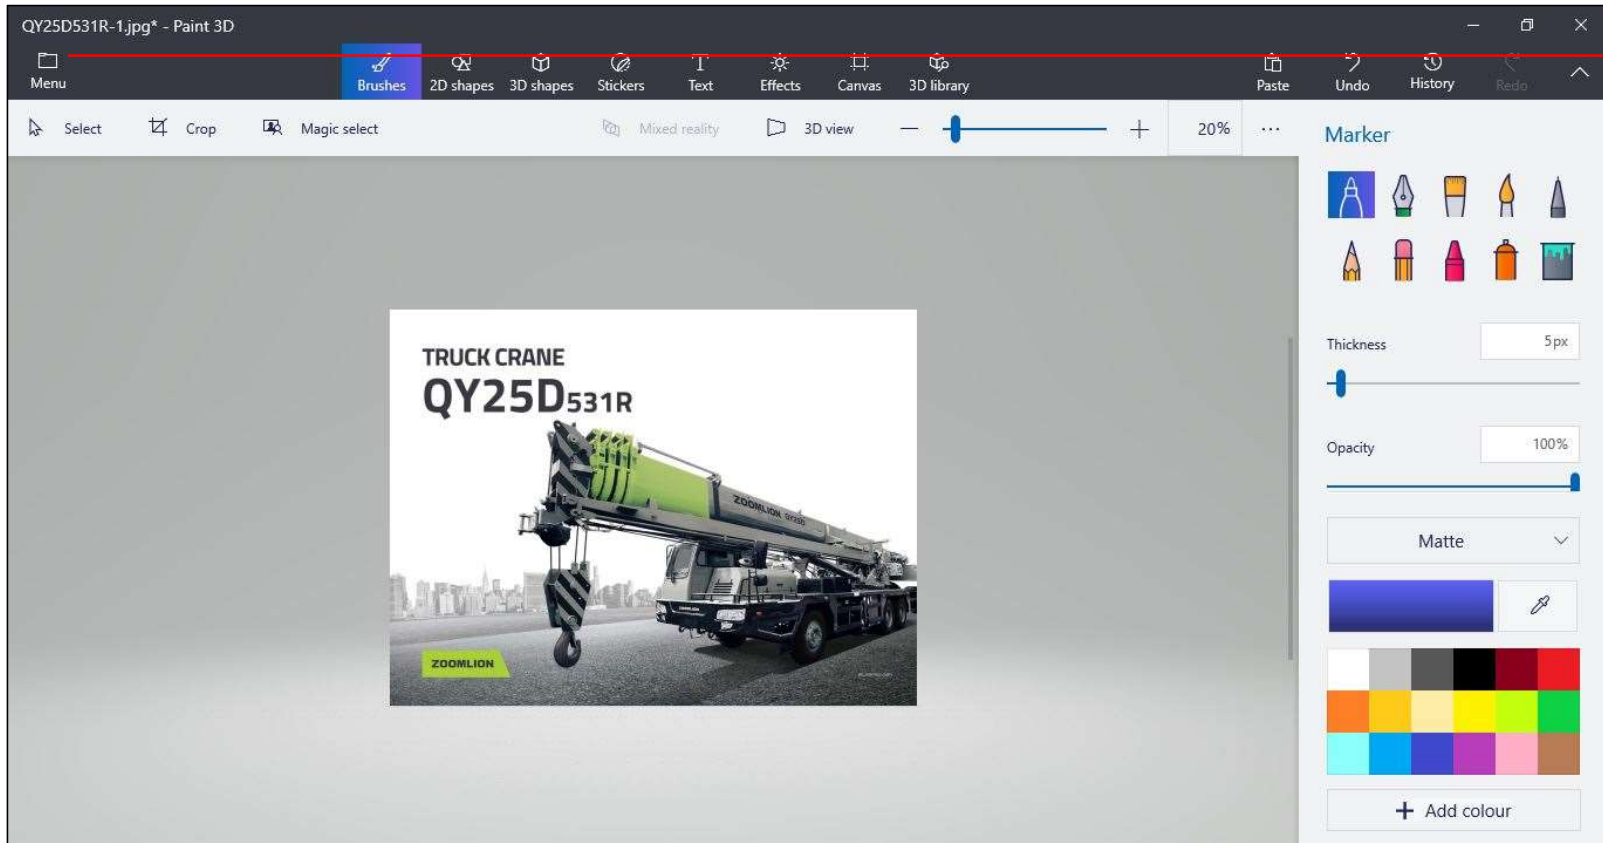 QY25D531R-1.jpg* - Paint 3D
Menu
Brushes 2D shapes 3D shapes Stickers Text Effects Canvas 3D library
Paste Undo History Redo
Select Crop Magic select Mixed reality 3D view 20%
Marker
Thickness 5px
Opacity 100%
Matte
+ Add colour
TRUCK CRANE
QY25D531R
ZOOMLION QY25D
ZOOMLION
ZOOMLION